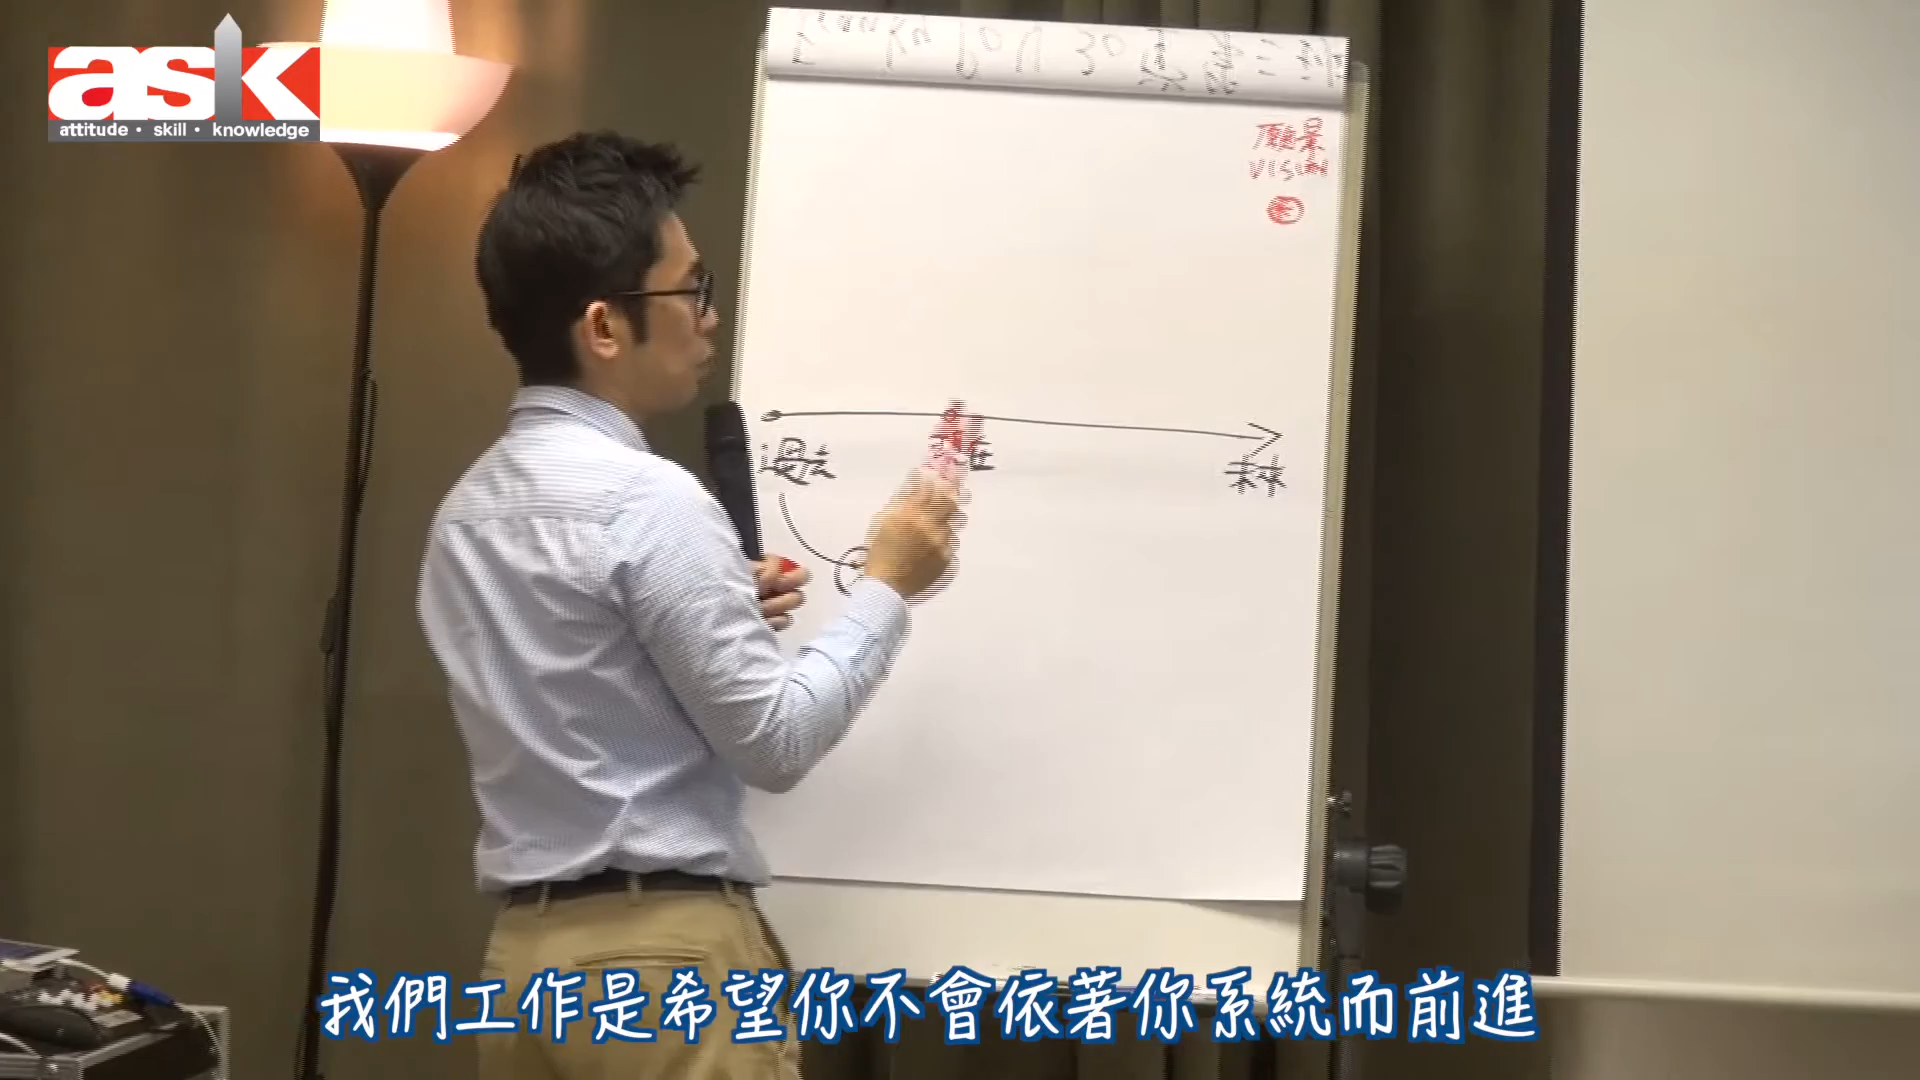 ask
attitude · skill · knowledge
30
願景
VISION
過去
現在
未來
我們工作是希望你不會依著你系統而前進